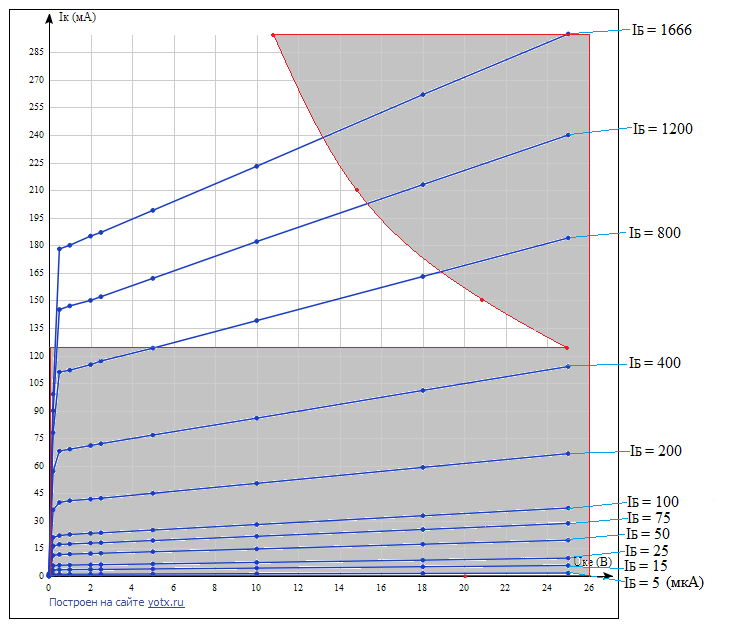 Iк (мА)
IБ = 1666
285
270
255
240
IБ = 1200
225
210
195
IБ = 800
180
165
150
135
120
IБ = 400
105
90
75
IБ = 200
60
45
IБ = 100
30
IБ = 75
IБ = 50
15
IБ = 25
Uкe (В)
IБ = 15
0
IБ = 5 (мкА)
0 2 4 6 8 10 12 14 16 18 20 22 24 26
Построен на сайте yotx.ru